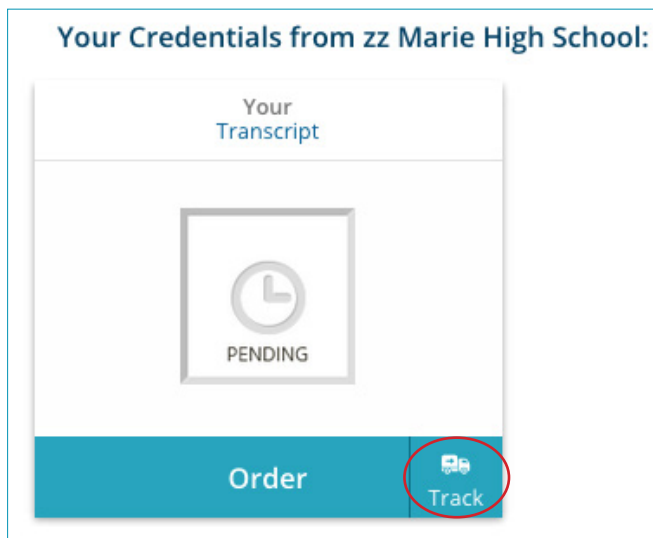 Your Credentials from zz Marie High School:
Your
Transcript
PENDING
Order
Track